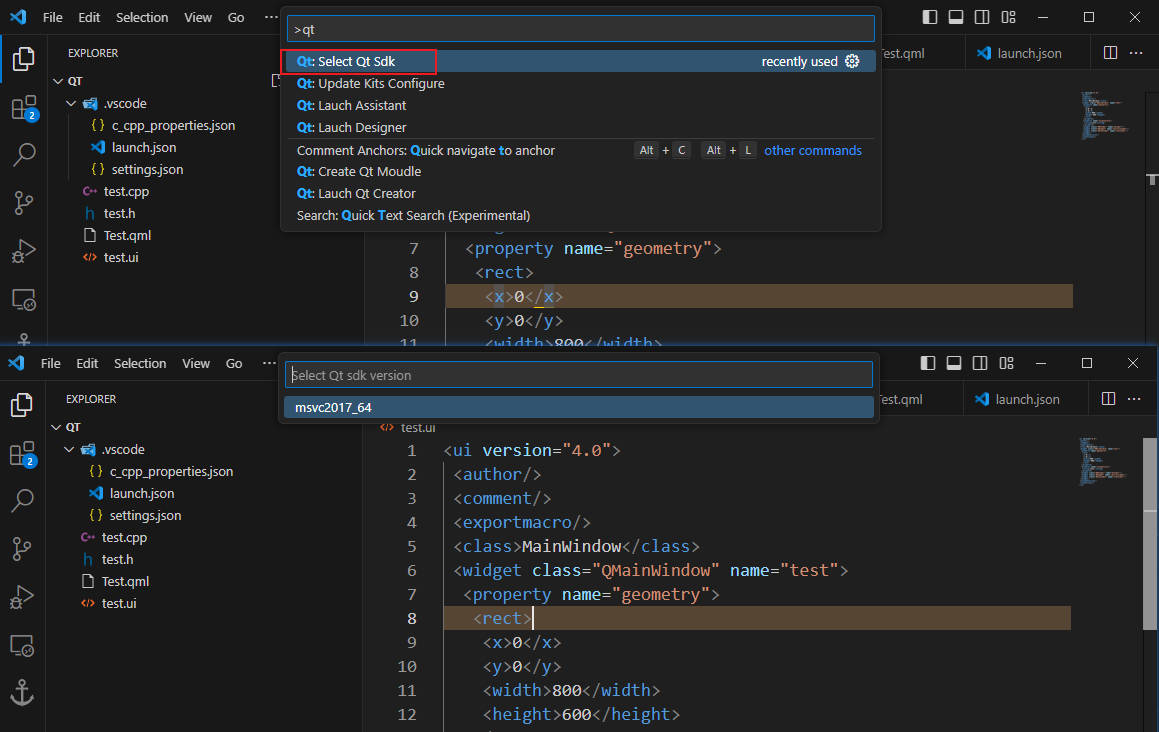 File Edit Selection View Go ···
>qt
Qt: Select Qt Sdk recently used
Qt: Update Kits Configure
Qt: Lauch Assistant
Qt: Lauch Designer
Comment Anchors: Quick navigate to anchor Alt + C Alt + L other commands
Qt: Create Qt Moudle
Qt: Lauch Qt Creator
Search: Quick Text Search (Experimental)
EXPLORER
QT
.vscode
{} c_cpp_properties.json
launch.json
{} settings.json
C++ test.cpp
h test.h
Test.qml
<> test.ui
2
est.qml launch.json ···
7 <property name="geometry">
8 <rect>
9 <x>0</x>
10 <y>0</y>
11 <width>800</width>
File Edit Selection View Go ···
Select Qt sdk version
msvc2017_64
EXPLORER
QT
.vscode
{} c_cpp_properties.json
launch.json
{} settings.json
C++ test.cpp
h test.h
Test.qml
<> test.ui
2
est.qml launch.json ···
<> test.ui
1 <ui version="4.0">
2 <author/>
3 <comment/>
4 <exportmacro/>
5 <class>MainWindow</class>
6 <widget class="QMainWindow" name="test">
7 <property name="geometry">
8 <rect>
9 <x>0</x>
10 <y>0</y>
11 <width>800</width>
12 <height>600</height>